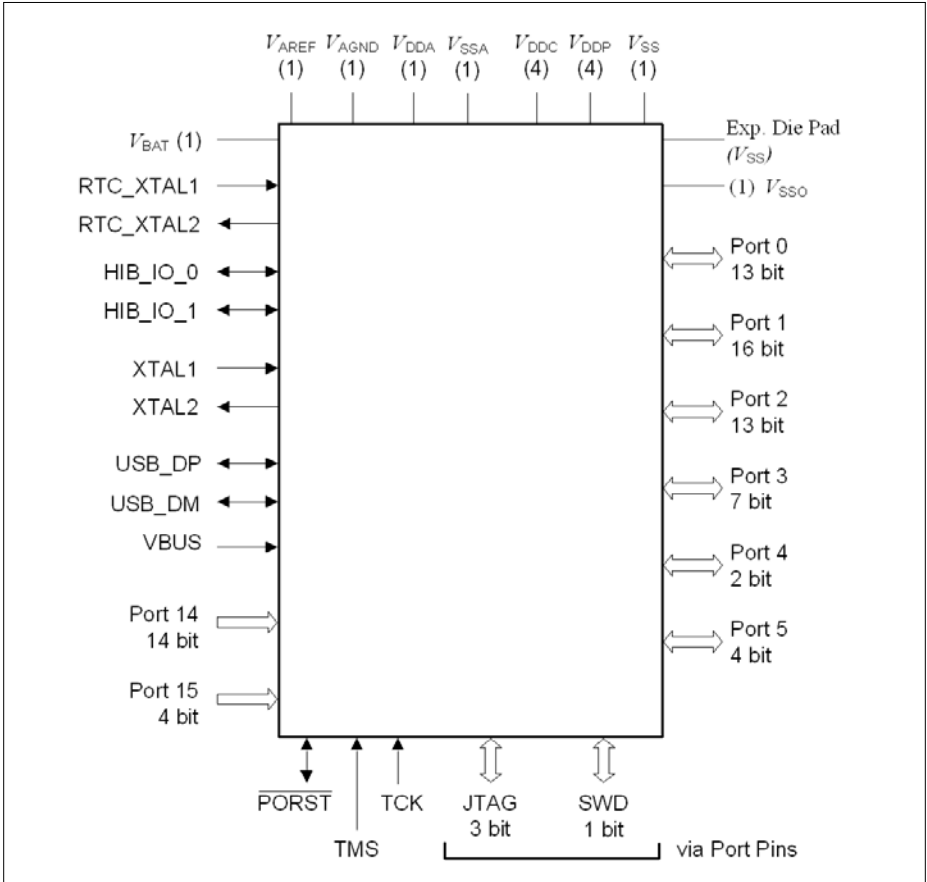 VAREF VAGND VDDA VSSA VDDC VDDP VSS
(1) (1) (1) (1) (4) (4) (1)
VBAT (1)
Exp. Die Pad
(VSS)
RTC_XTAL1
(1) VSSO
RTC_XTAL2
Port 0
13 bit
HIB_IO_0
HIB_IO_1
Port 1
16 bit
XTAL1
XTAL2
Port 2
13 bit
USB_DP
USB_DM
Port 3
7 bit
VBUS
Port 4
2 bit
Port 14
14 bit
Port 5
4 bit
Port 15
4 bit
PORST TCK JTAG SWD
3 bit 1 bit
TMS via Port Pins